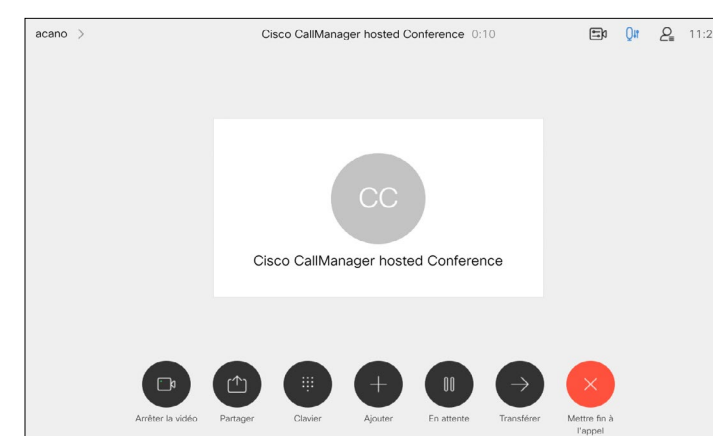 acano >
Cisco CallManager hosted Conference 0:10
11:2
CC
Cisco CallManager hosted Conference
Arrêter la vidéo
Partager
Clavier
Ajouter
En attente
Transférer
Mettre fin à
l'appel